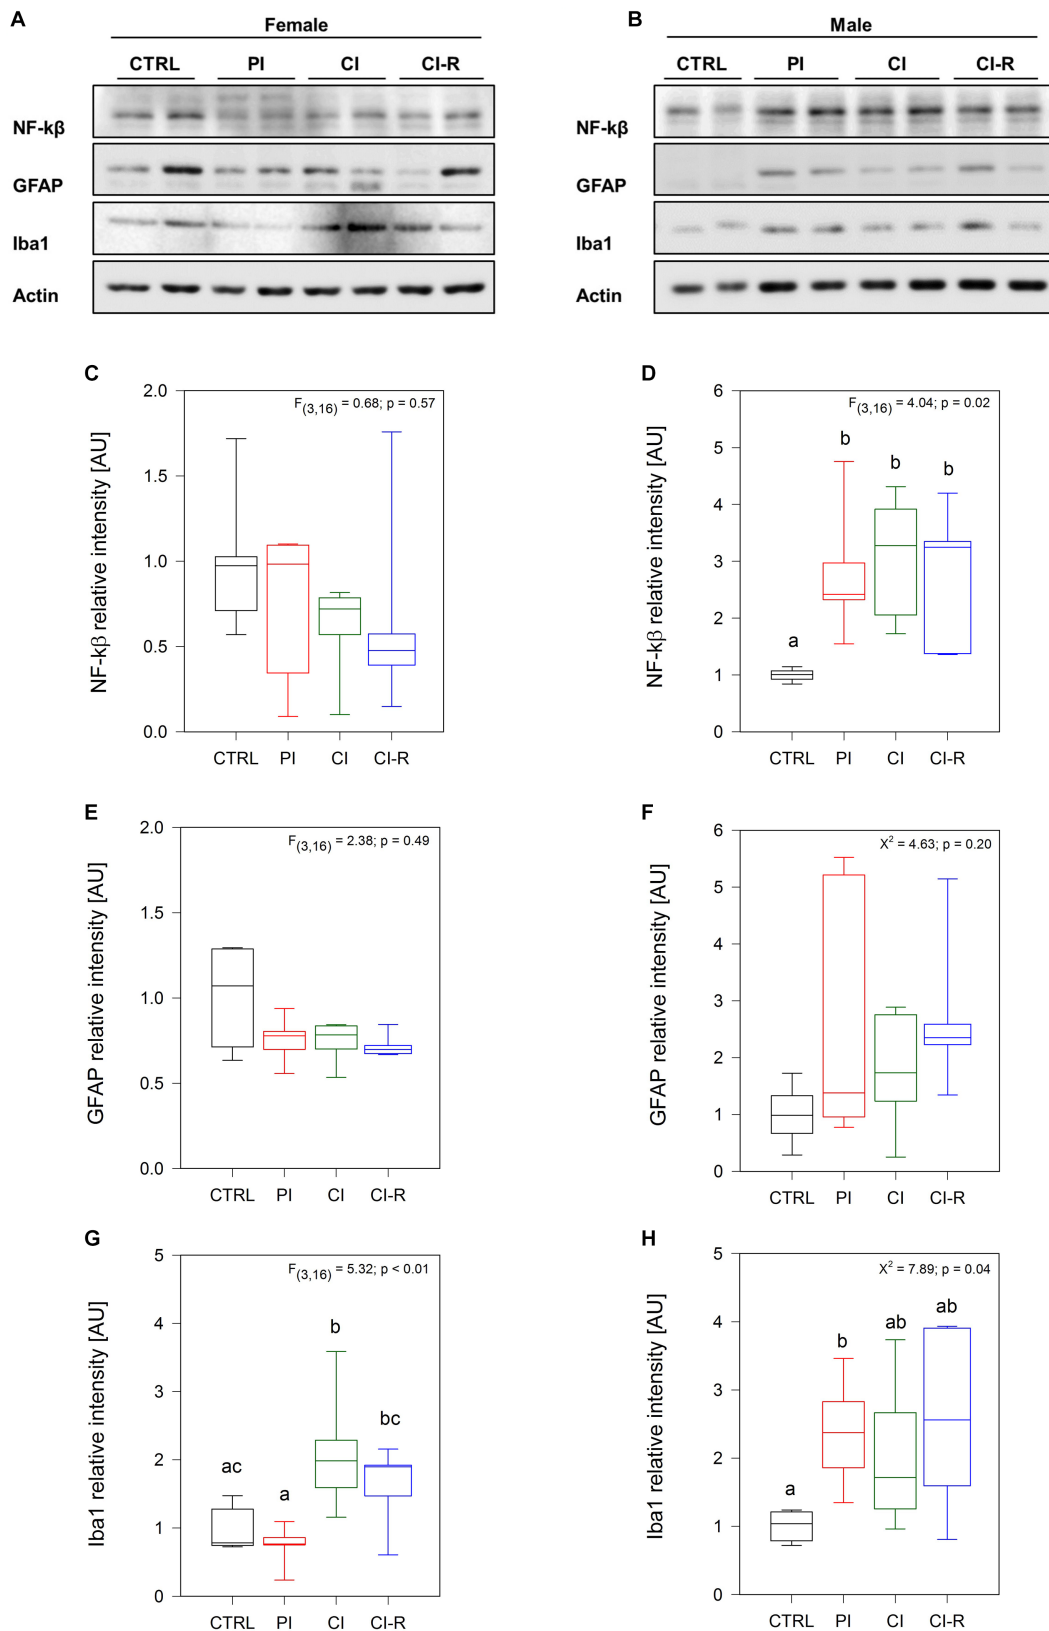 A
Female
CTRL PI CI CI-R
NF-kβ
GFAP
Iba1
Actin
B
Male
CTRL PI CI CI-R
NF-kβ
GFAP
Iba1
Actin
C
NF-kβ relative intensity [AU]
F(3,16) = 0.68; p = 0.57
2.0
1.5
1.0
0.5
0.0
CTRL PI CI CI-R
D
NF-kβ relative intensity [AU]
F(3,16) = 4.04; p = 0.02
6
5
4
3
2
1
0
a
b
b
b
CTRL PI CI CI-R
E
GFAP relative intensity [AU]
F(3,16) = 2.38; p = 0.49
2.0
1.5
1.0
0.5
0.0
CTRL PI CI CI-R
F
GFAP relative intensity [AU]
X² = 4.63; p = 0.20
6
5
4
3
2
1
0
CTRL PI CI CI-R
G
Iba1 relative intensity [AU]
F(3,16) = 5.32; p < 0.01
5
4
3
2
1
0
ac
a
b
bc
CTRL PI CI CI-R
H
Iba1 relative intensity [AU]
X² = 7.89; p = 0.04
5
4
3
2
1
0
a
b
ab
ab
CTRL PI CI CI-R